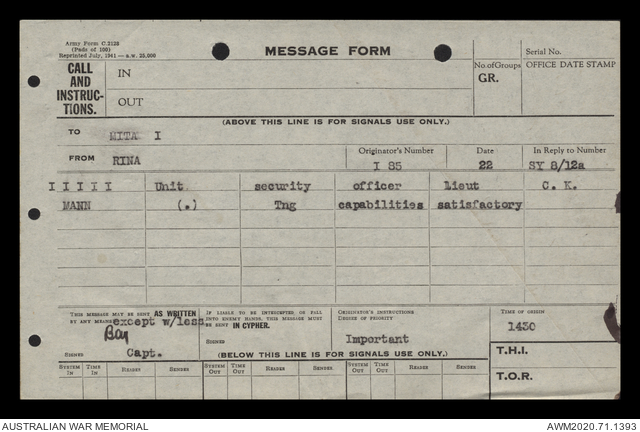 Army Form C.2128
(Pads of 100)
Reprinted July, 1941 — s.w. 25,000
MESSAGE FORM
Serial No.
CALL AND INSTRUC-TIONS.
IN
OUT
No. of Groups
GR.
OFFICE DATE STAMP
(ABOVE THIS LINE IS FOR SIGNALS USE ONLY.)
TO
MITA I
FROM
RINA
Originator's Number
I 85
Date
22
In Reply to Number
SY 8/12a
I I I I I Unit security officer lieut C. K.
MANN (.) Tng capabilities satisfactory
THIS MESSAGE MAY BE SENT AS WRITTEN
BY ANY MEANS except w/less.
SIGNED
Capt.
IF LIABLE TO BE INTERCEPTED OR FALL
INTO ENEMY HANDS, THIS MESSAGE MUST
BE SENT IN CYPHER.
SIGNED
ORIGINATOR'S INSTRUCTIONS
DEGREE OF PRIORITY
Important
TIME OF ORIGIN
1430
T.H.I.
T.O.R.
(BELOW THIS LINE IS FOR SIGNALS USE ONLY.)
SYSTEM IN TIME IN READER SENDER SYSTEM OUT TIME OUT READER SENDER SYSTEM OUT TIME OUT READER SENDER
AUSTRALIAN WAR MEMORIAL
AWM2020.71.1393